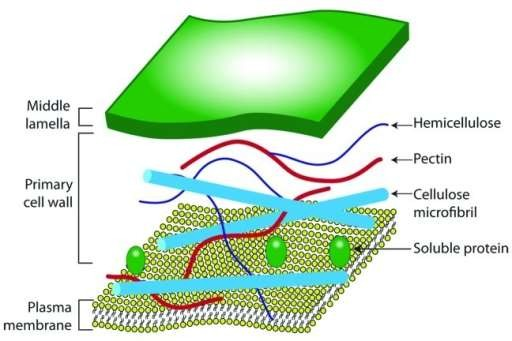 Middle
lamella
Primary
cell wall
Plasma
membrane
Hemicellulose
Pectin
Cellulose
microfibril
Soluble protein